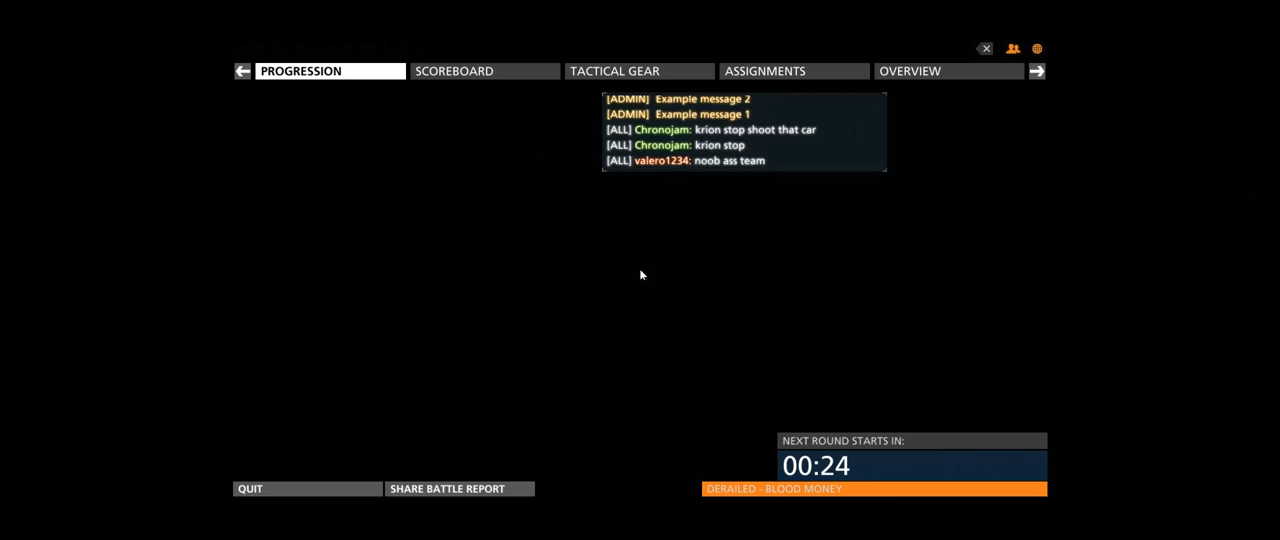 PROGRESSION
SCOREBOARD
TACTICAL GEAR
ASSIGNMENTS
OVERVIEW
[ADMIN] Example message 2
[ADMIN] Example message 1
[ALL] Chronojam: krion stop shoot that car
[ALL] Chronojam: krion stop
[ALL] valero1234: noob ass team
NEXT ROUND STARTS IN:
00:24
QUIT
SHARE BATTLE REPORT
DERAILED - BLOOD MONEY